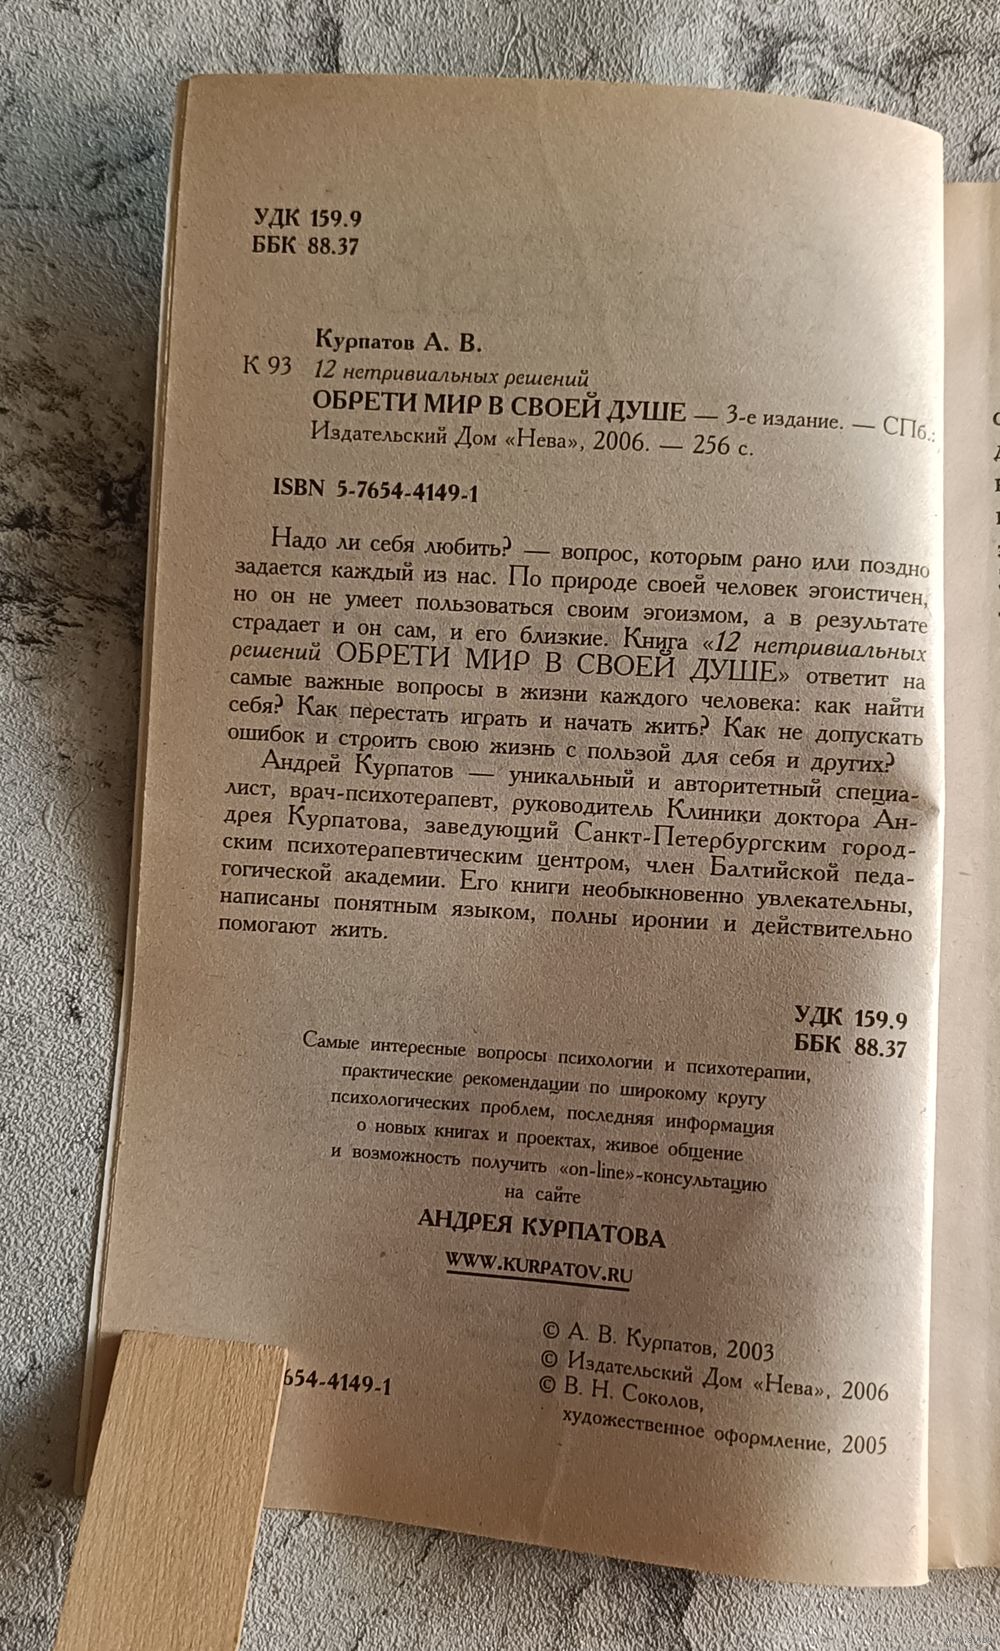 УДК 159.9
ББК 88.37
Курпатов А. В.
К 93 12 нетривиальных решений
ОБРЕТИ МИР В СВОЕЙ ДУШЕ — 3-е издание. — СПб.:
Издательский Дом «Нева», 2006. — 256 с.
ISBN 5-7654-4149-1
Надо ли себя любить? — вопрос, которым рано или поздно
задается каждый из нас. По природе своей человек эгоистичен,
но он не умеет пользоваться своим эгоизмом, а в результате
страдает и он сам, и его близкие. Книга «12 нетривиальных
решений ОБРЕТИ МИР В СВОЕЙ ДУШЕ» ответит на
самые важные вопросы в жизни каждого человека: как найти
себя? Как перестать играть и начать жить? Как не допускать
ошибок и строить свою жизнь с пользой для себя и других?
Андрей Курпатов — уникальный и авторитетный специа-
лист, врач-психотерапевт, руководитель Клиники доктора Ан-
дрея Курпатова, заведующий Санкт-Петербургским город-
ским психотерапевтическим центром, член Балтийской педа-
гогической академии. Его книги необыкновенно увлекательны,
написаны понятным языком, полны иронии и действительно
помогают жить.
УДК 159.9
ББК 88.37
Самые интересные вопросы психологии и психотерапии,
практические рекомендации по широкому кругу
психологических проблем, последняя информация
о новых книгах и проектах, живое общение
и возможность получить «on-line»-консультацию
на сайте
АНДРЕЯ КУРПАТОВА
WWW.KURPATOV.RU
© А. В. Курпатов, 2003
© Издательский Дом «Нева», 2006
654-4149-1
© В. Н. Соколов,
художественное оформление, 2005